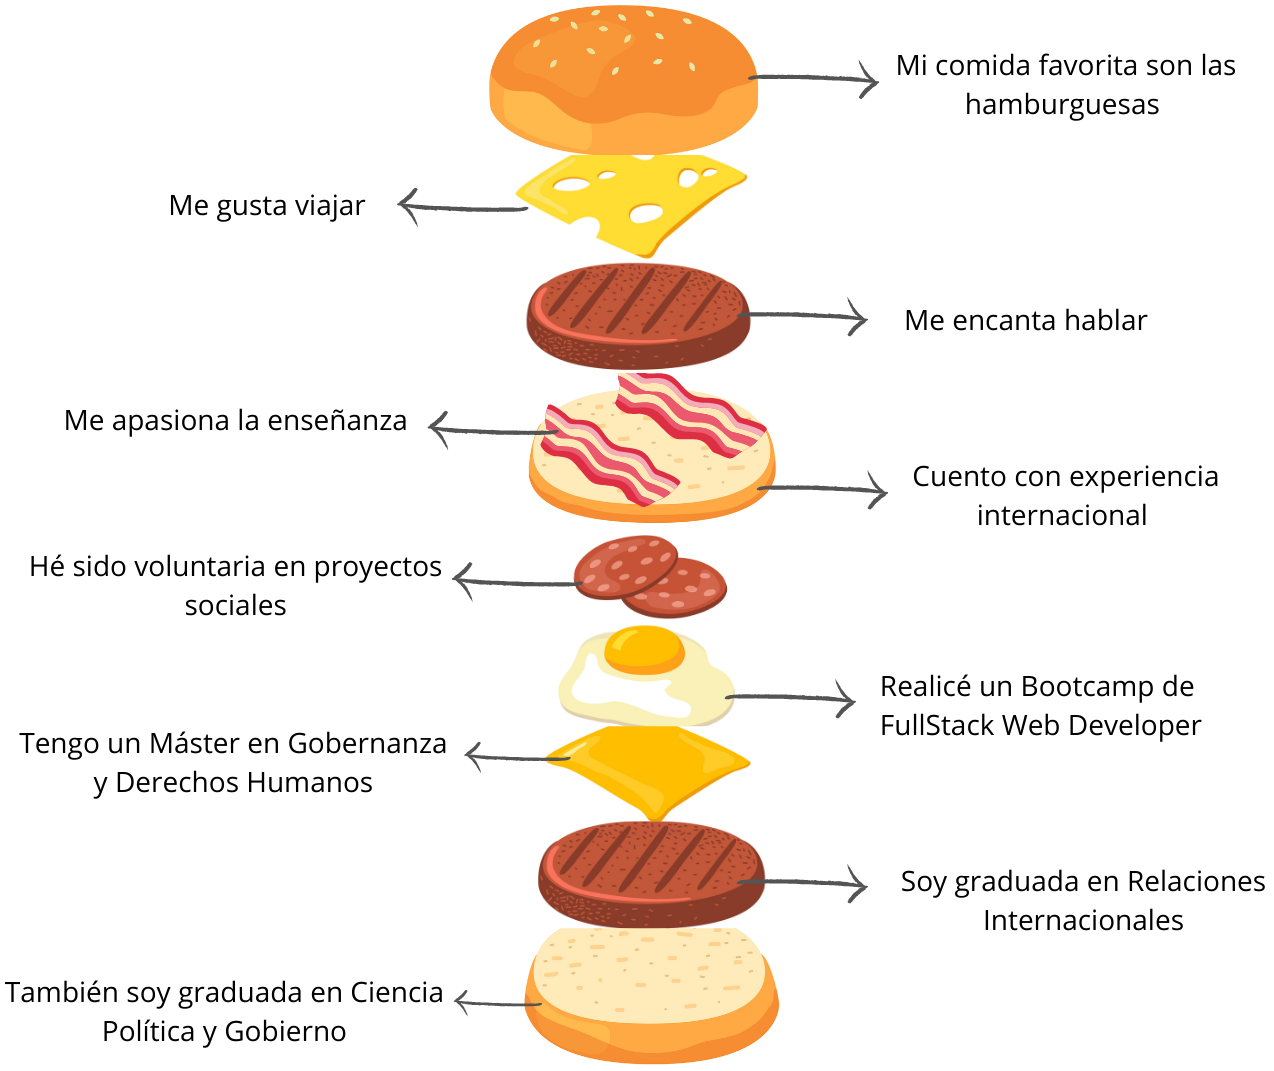 Mi comida favorita son las
hamburguesas
Me gusta viajar
Me encanta hablar
Me apasiona la enseñanza
Cuento con experiencia
internacional
Hé sido voluntaria en proyectos
sociales
Realicé un Bootcamp de
FullStack Web Developer
Tengo un Máster en Gobernanza
y Derechos Humanos
Soy graduada en Relaciones
Internacionales
También soy graduada en Ciencia
Política y Gobierno